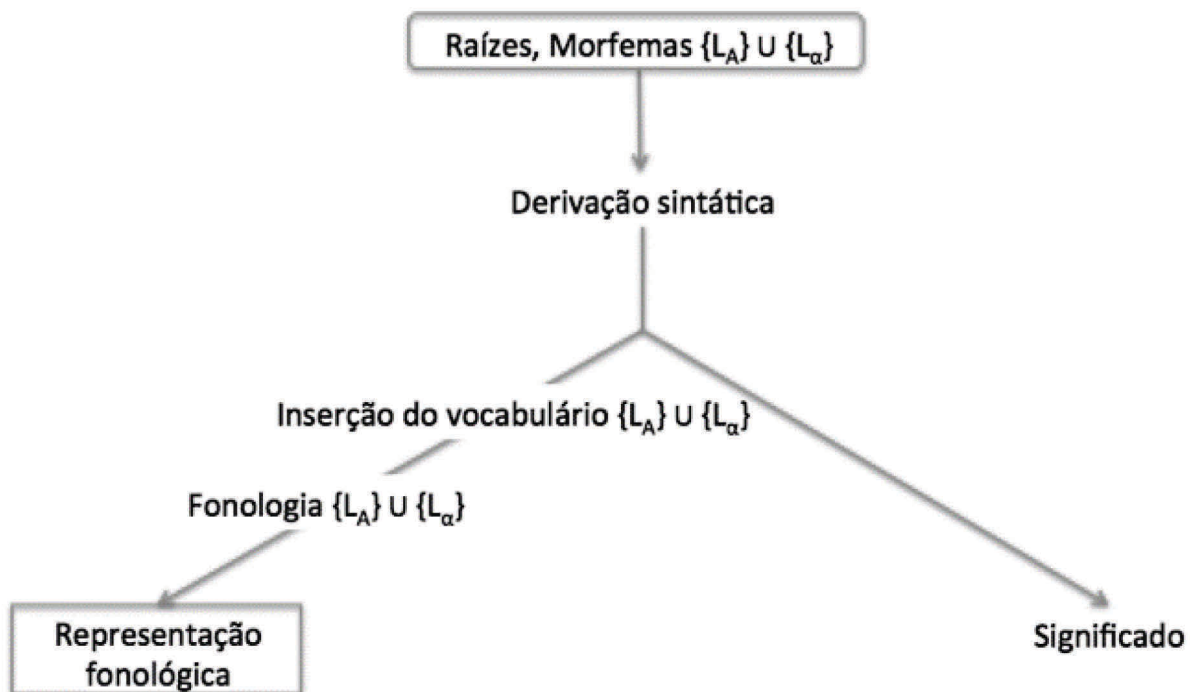 Raízes, Morfemas {L_A} ∪ {L_α}
Derivação sintática
Inserção do vocabulário {L_A} ∪ {L_α}
Fonologia {L_A} ∪ {L_α}
Representação
fonológica
Significado